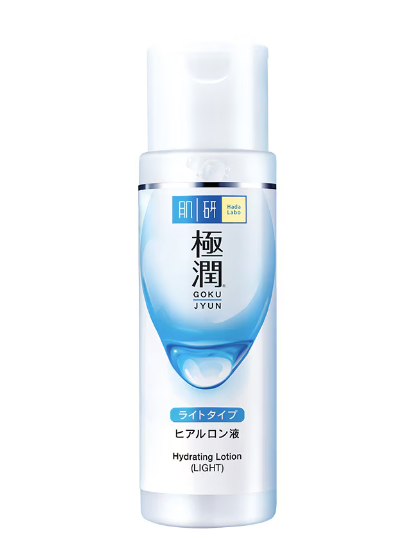 肌研
Hada
Labo
極潤®
GOKU
JYUN
ライトタイプ
ヒアルロン液
Hydrating Lotion
(LIGHT)